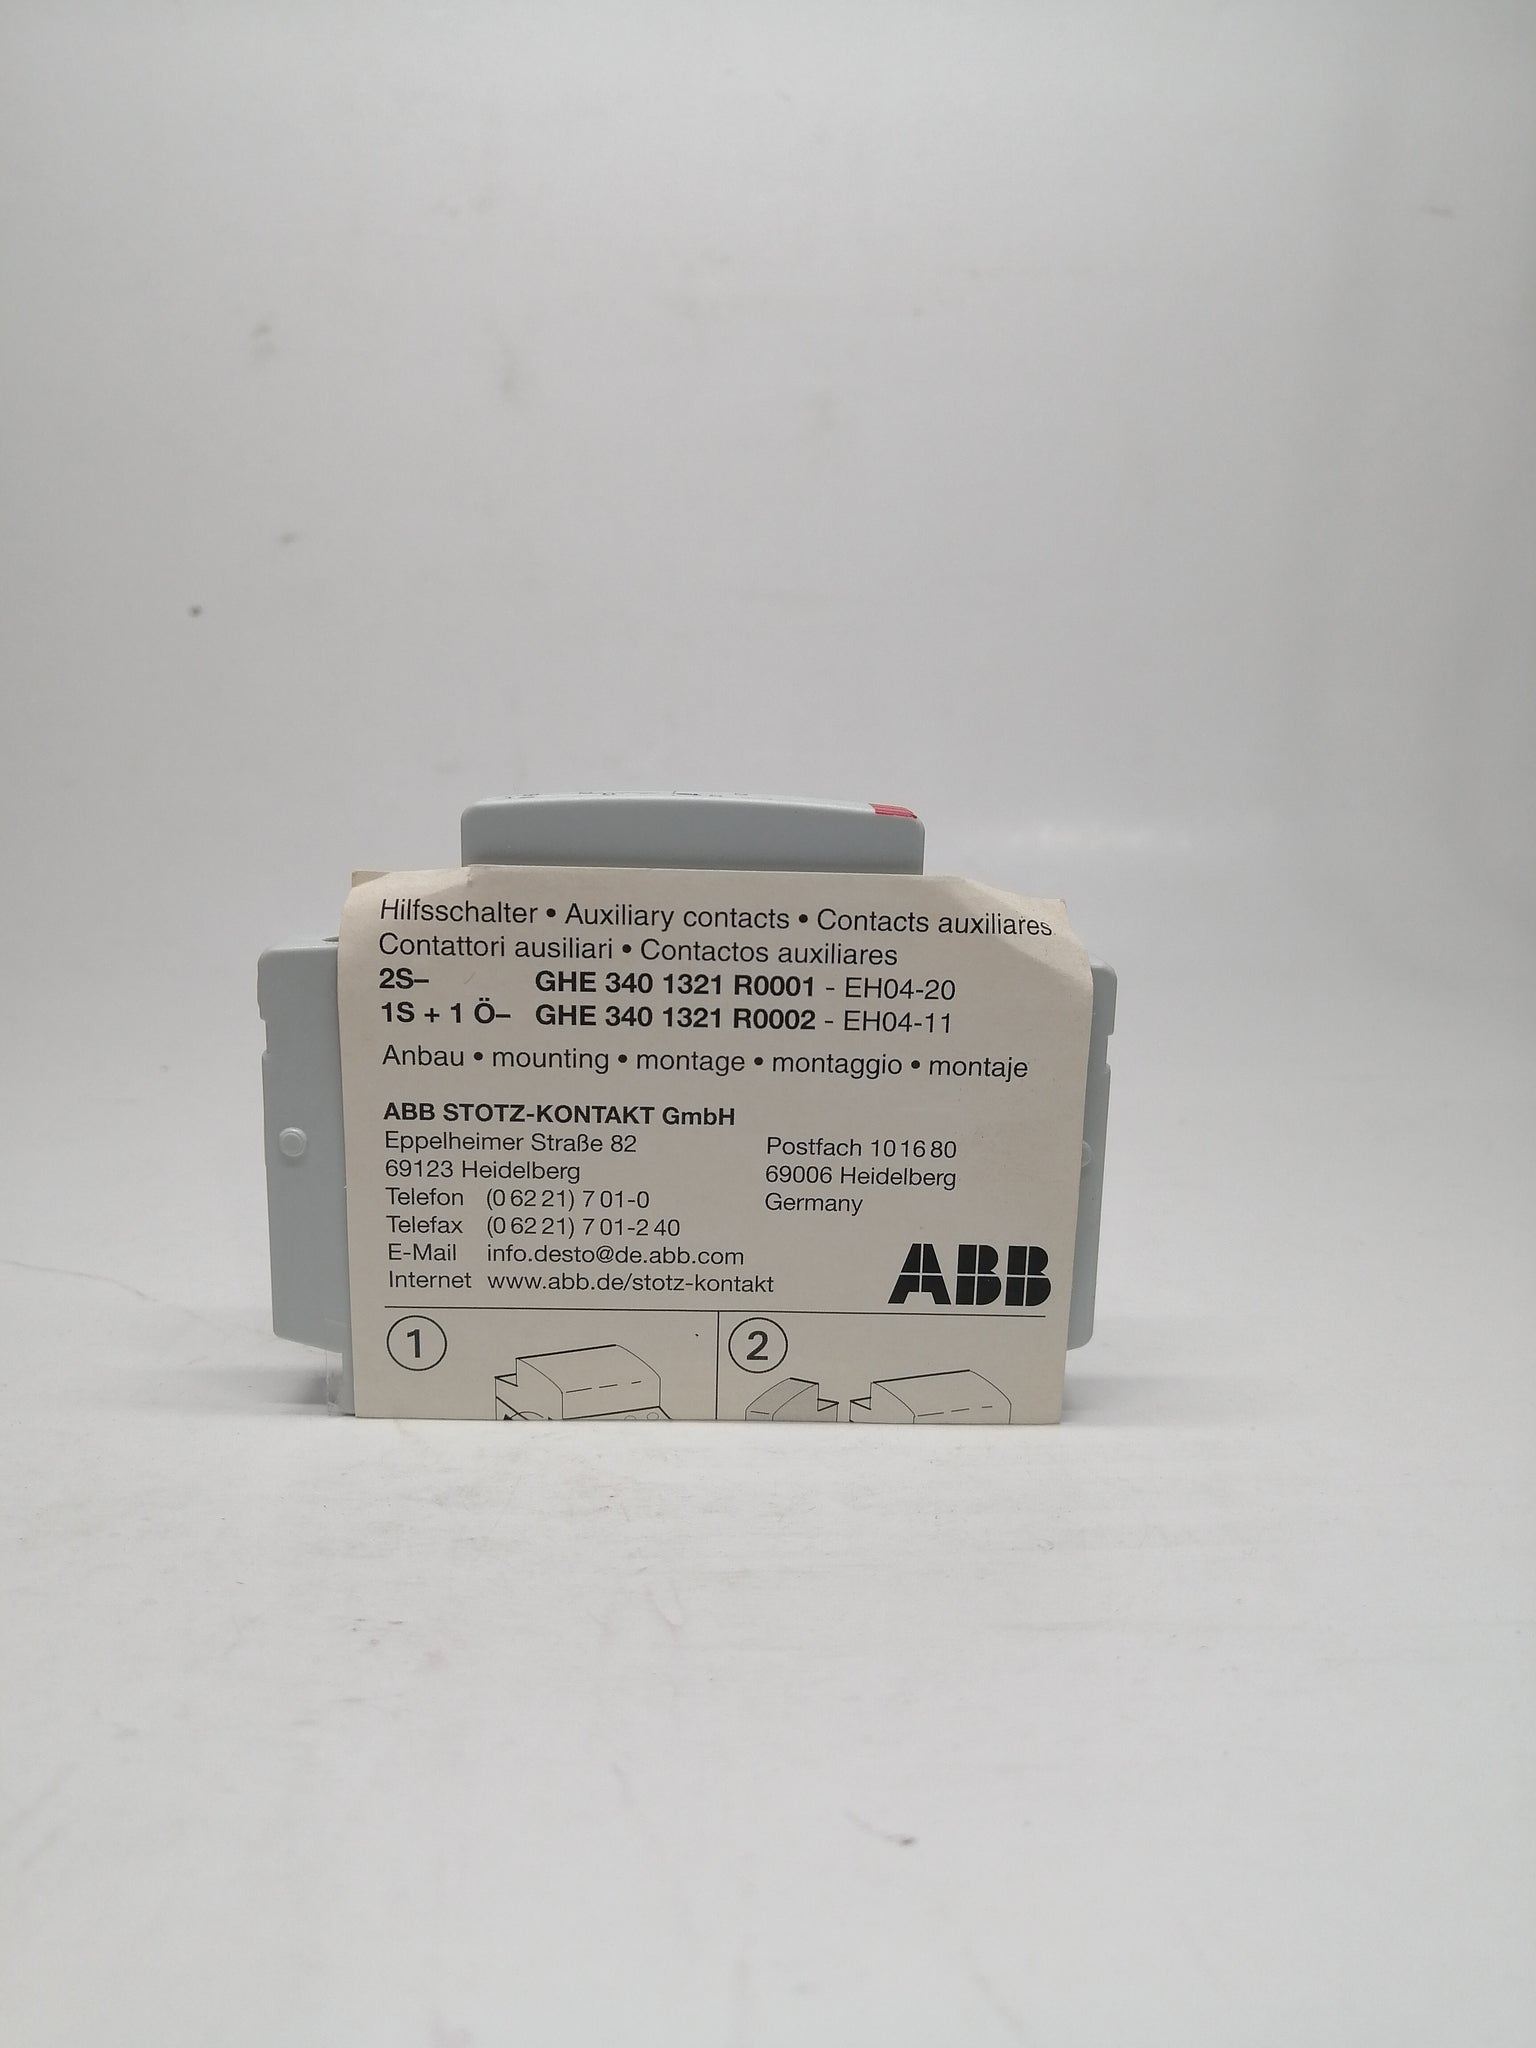 Hilfsschalter • Auxiliary contacts • Contacts auxiliares
Contattori ausiliari • Contactos auxiliares
2S– GHE 340 1321 R0001 - EH04-20
1S + 1 Ö– GHE 340 1321 R0002 - EH04-11
Anbau • mounting • montage • montaggio • montaje
ABB STOTZ-KONTAKT GmbH
Eppelheimer Straße 82
69123 Heidelberg
Telefon (0 62 21) 7 01-0
Telefax (0 62 21) 7 01-2 40
E-Mail info.desto@de.abb.com
Internet www.abb.de/stotz-kontakt
Postfach 10 16 80
69006 Heidelberg
Germany
ABB
1
2